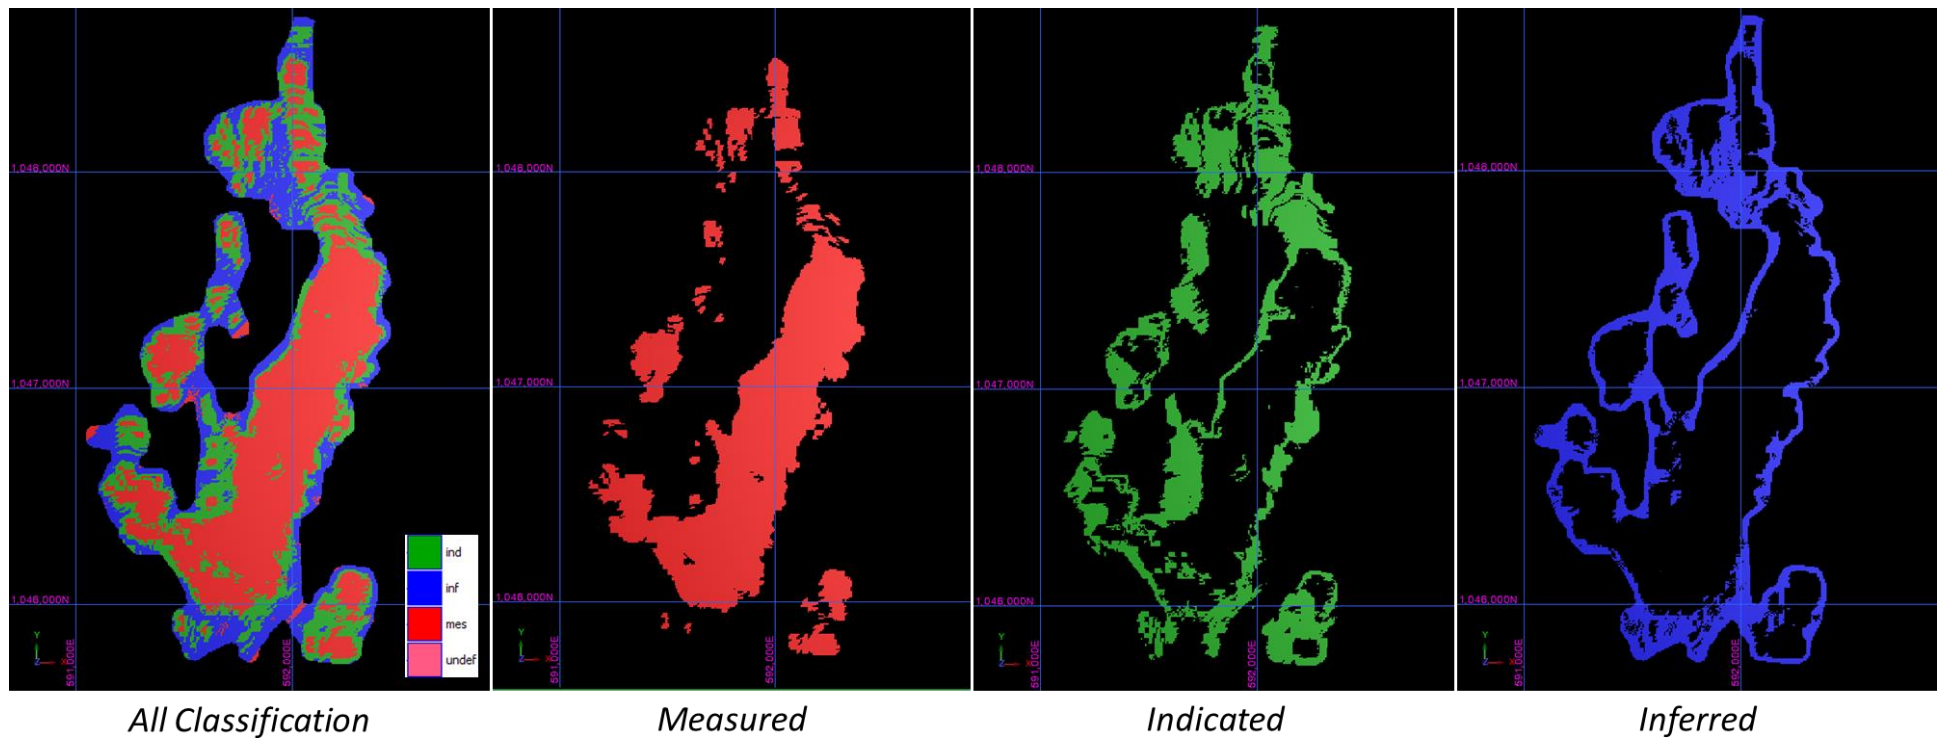 1,048,000N
1,047,000N
1,046,000N
591,000E
592,000E
Y
Z
X
ind
inf
mes
undef
1,048,000N
1,047,000N
1,046,000N
591,000E
592,000E
Y
Z
X
1,048,000N
1,047,000N
1,046,000N
591,000E
592,000E
Y
Z
X
1,048,000N
1,047,000N
1,046,000N
591,000E
592,000E
Y
Z
X
All Classification
Measured
Indicated
Inferred